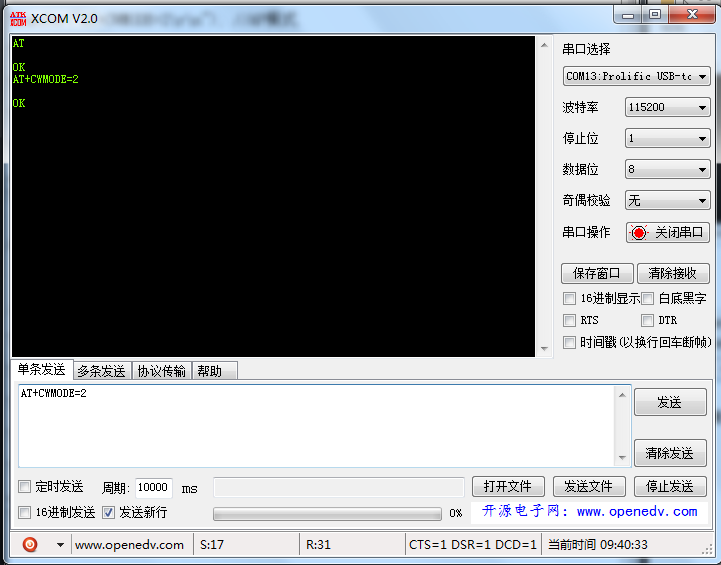 ATK XCOM
XCOM V2.0
AT
OK
AT+CWMODE=2
OK
串口选择
COM13:Prolific USB-to
波特率
115200
停止位
1
数据位
8
奇偶校验
无
串口操作
关闭串口
保存窗口
清除接收
16进制显示
白底黑字
RTS
DTR
时间戳(以换行回车断帧)
单条发送
多条发送
协议传输
帮助
AT+CWMODE=2
发送
清除发送
定时发送
周期:
10000
ms
打开文件
发送文件
停止发送
16进制发送
发送新行
0%
开源电子网：www.openedv.com
www.openedv.com
S:17
R:31
CTS=1 DSR=1 DCD=1
当前时间 09:40:33